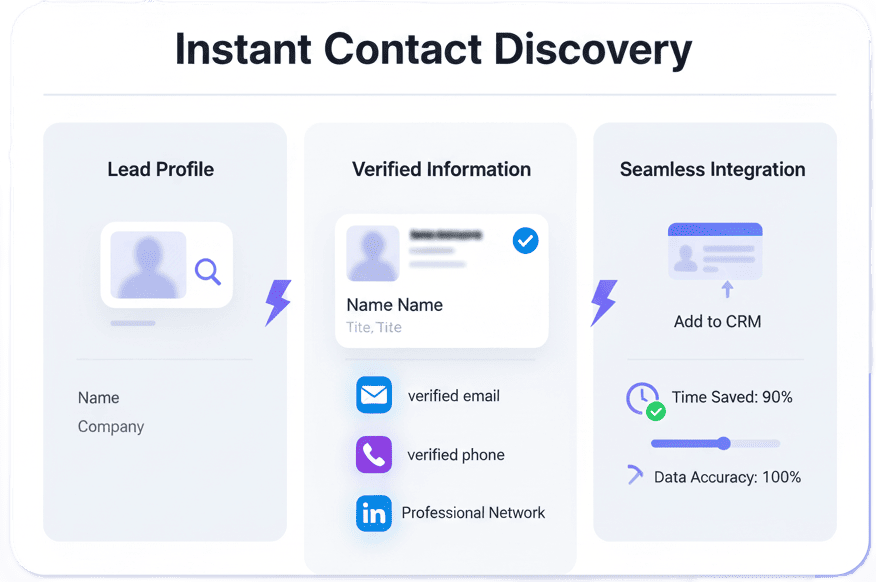 Instant Contact Discovery
Lead Profile
Name
Company
Verified Information
Name Name
Tite, Tite
verified email
verified phone
in
Professional Network
Seamless Integration
Add to CRM
Time Saved: 90%
Data Accuracy: 100%